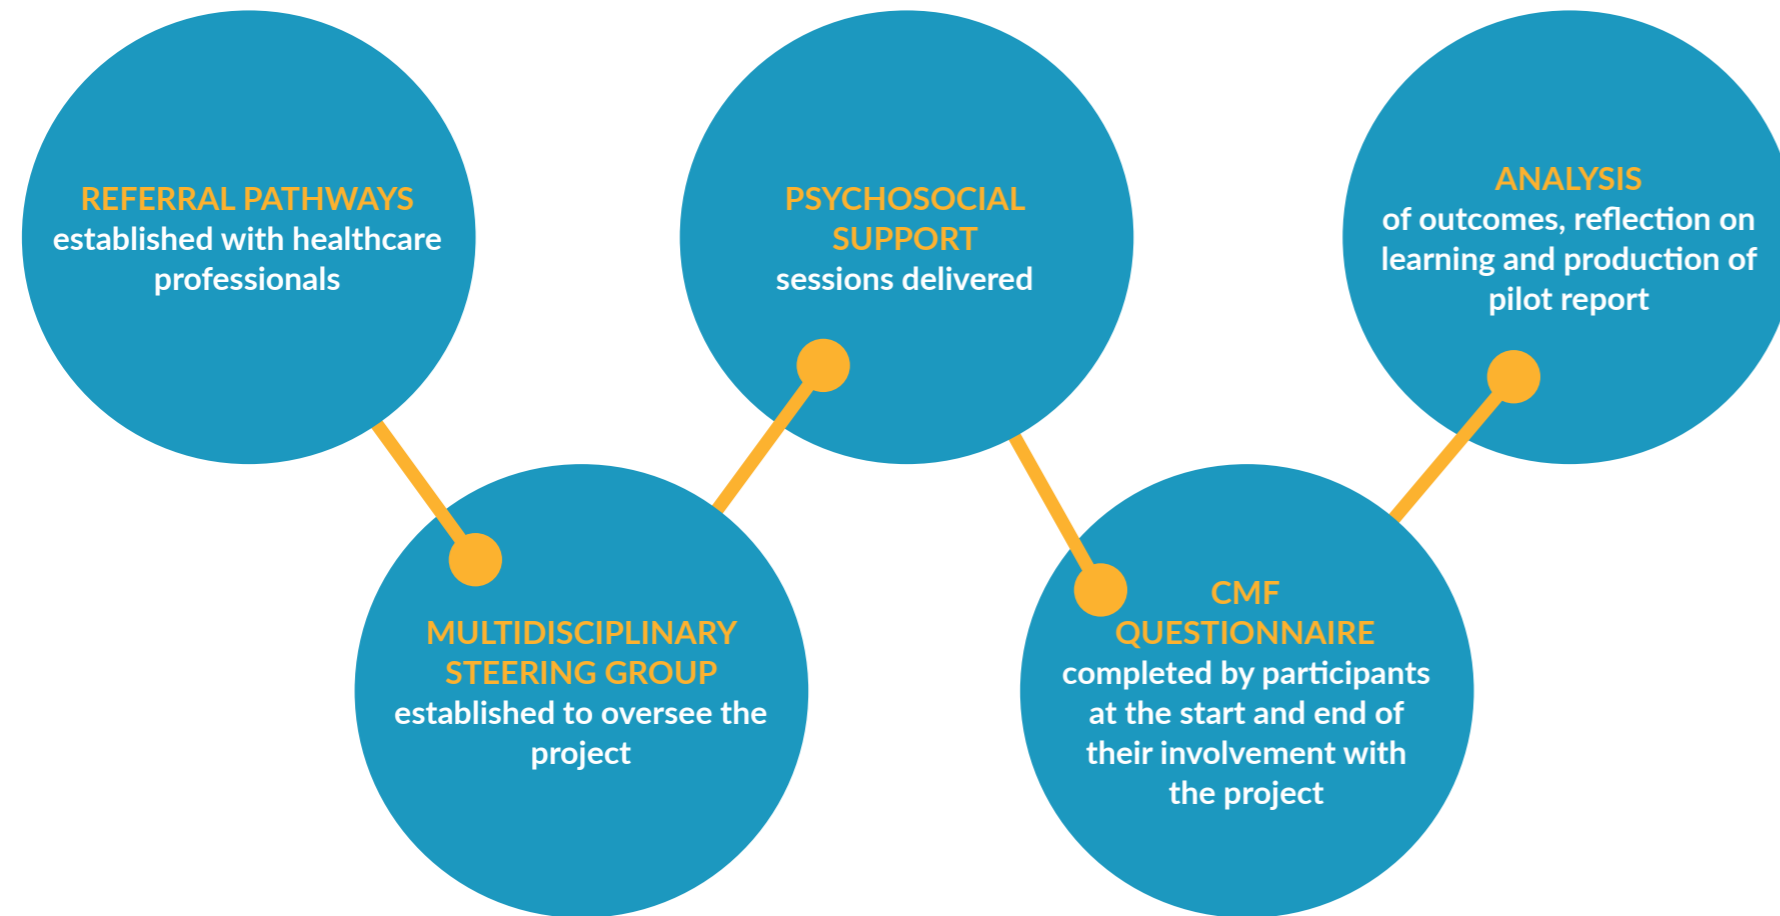 REFERRAL PATHWAYS
established with healthcare
professionals
MULTIDISCIPLINARY
STEERING GROUP
established to oversee the
project
PSYCHOSOCIAL
SUPPORT
sessions delivered
CMF
QUESTIONNAIRE
completed by participants
at the start and end of
their involvement with
the project
ANALYSIS
of outcomes, reflection on
learning and production of
pilot report